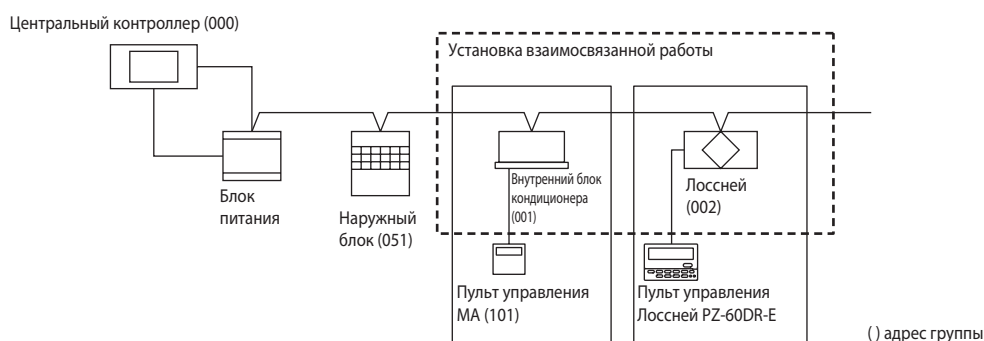 Центральный контроллер (000)
Установка взаимосвязанной работы
Блок
питания
Наружный
блок (051)
Внутренний блок
кондиционера
(001)
Лоссней
(002)
Пульт управления
MA (101)
Пульт управления
Лоссней PZ-60DR-E
( ) адрес группы